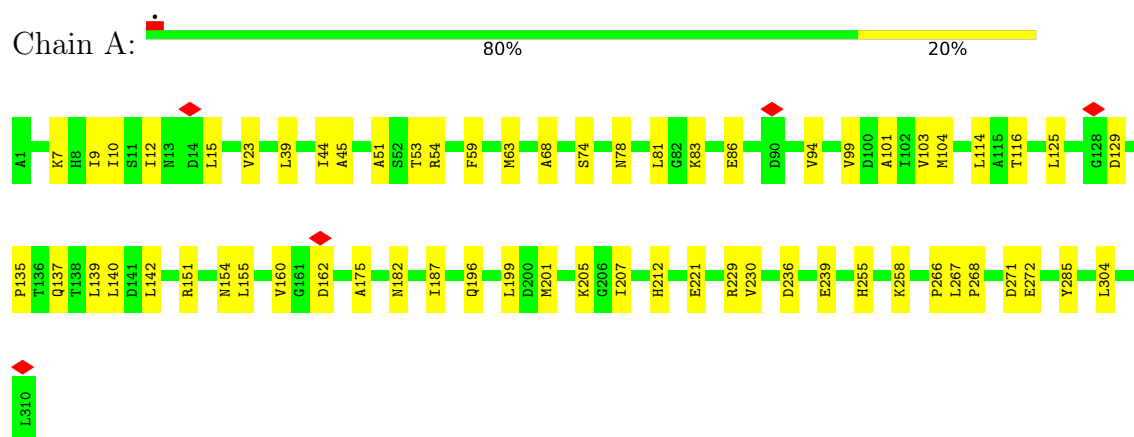 Chain A:
80% 20%
A1 K7 H8 I9 I10 S11 I12 N13 D14 L15 V23 L39 I44 A45 A51 S52 T53 R54 F59 M63 A68 S74 N78 L81 G82 K83 E86 D90 V94 V99 D100 A101 I102 V103 M104 L114 A115 T116 L125 G128 D129
P135 T136 Q137 T138 L139 L140 D141 L142 R151 N154 L155 V160 G161 D162 A175 N182 I187 Q196 L199 D200 M201 K205 G206 I207 H212 E221 R229 V230 D236 E239 H255 K258 P266 L267 P268 D271 E272 Y285 L304
L310